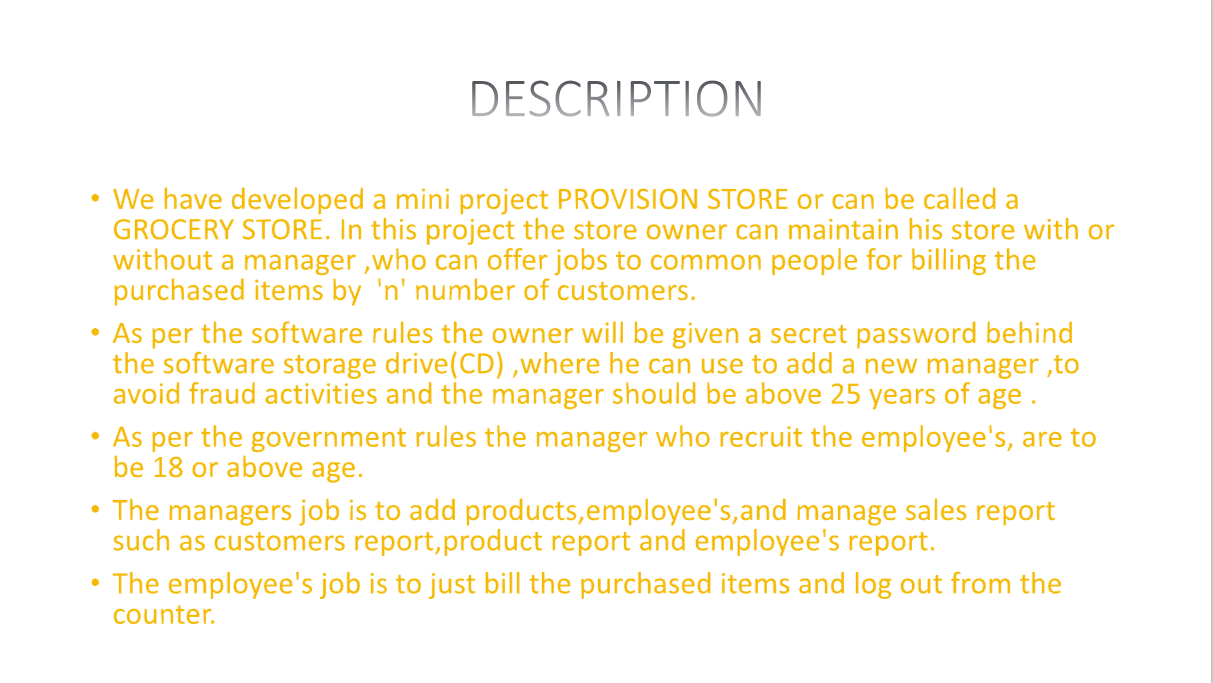 DESCRIPTION
• We have developed a mini project PROVISION STORE or can be called a
GROCERY STORE. In this project the store owner can maintain his store with or
without a manager ,who can offer jobs to common people for billing the
purchased items by  'n' number of customers.
• As per the software rules the owner will be given a secret password behind
the software storage drive(CD) ,where he can use to add a new manager ,to
avoid fraud activities and the manager should be above 25 years of age .
• As per the government rules the manager who recruit the employee's, are to
be 18 or above age.
• The managers job is to add products,employee's,and manage sales report
such as customers report,product report and employee's report.
• The employee's job is to just bill the purchased items and log out from the
counter.